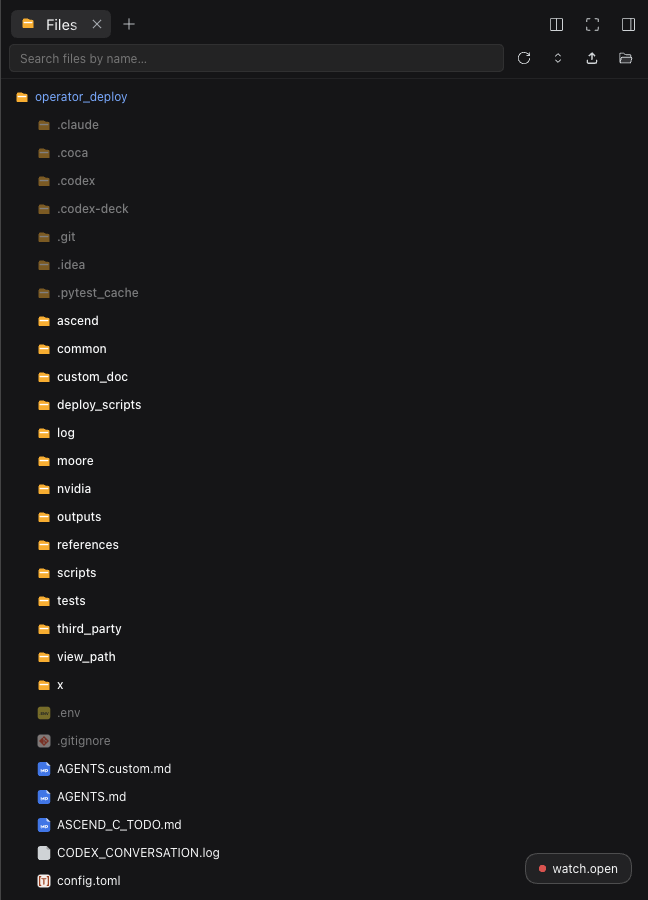 Files
Search files by name...
operator_deploy
.claude
.coca
.codex
.codex-deck
.git
.idea
.pytest_cache
ascend
common
custom_doc
deploy_scripts
log
moore
nvidia
outputs
references
scripts
tests
third_party
view_path
x
.env
.gitignore
AGENTS.custom.md
AGENTS.md
ASCEND_C_TODO.md
CODEX_CONVERSATION.log
watch.open
config.toml